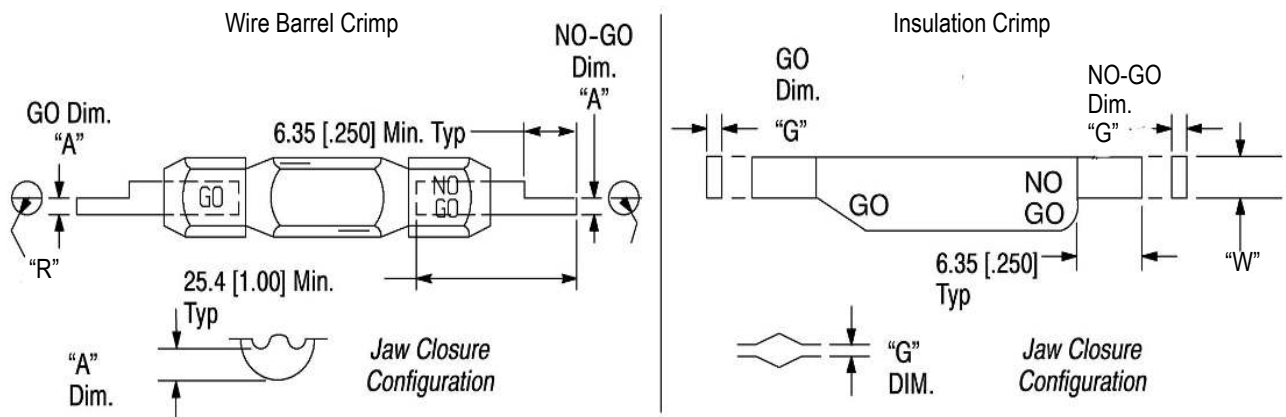 Wire Barrel Crimp
NO-GO
Dim.
“A”
GO Dim.
“A”
6.35 [.250] Min. Typ
GO
NO
GO
“R”
25.4 [1.00] Min.
Typ
“A”
Dim.
Jaw Closure
Configuration
Insulation Crimp
GO
Dim.
“G”
NO-GO
Dim.
“G”
GO
NO
GO
6.35 [.250]
Typ
“W”
“G”
DIM.
Jaw Closure
Configuration